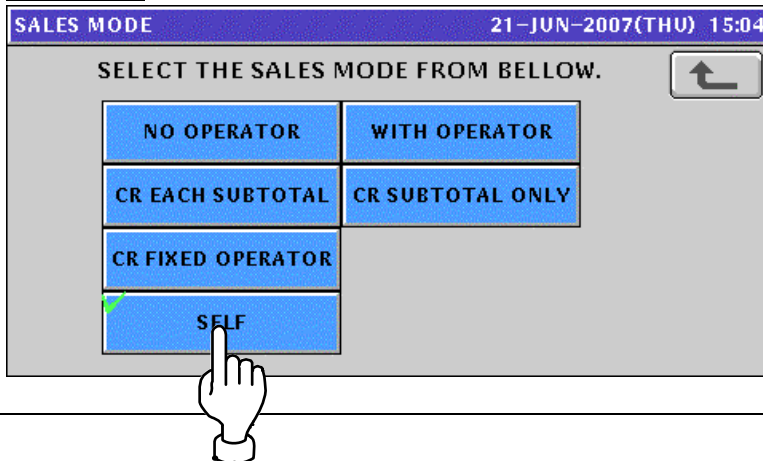 SALES MODE 21-JUN-2007(THU) 15:04
SELECT THE SALES MODE FROM BELLOW.
NO OPERATOR WITH OPERATOR
CR EACH SUBTOTAL CR SUBTOTAL ONLY
CR FIXED OPERATOR
SELF